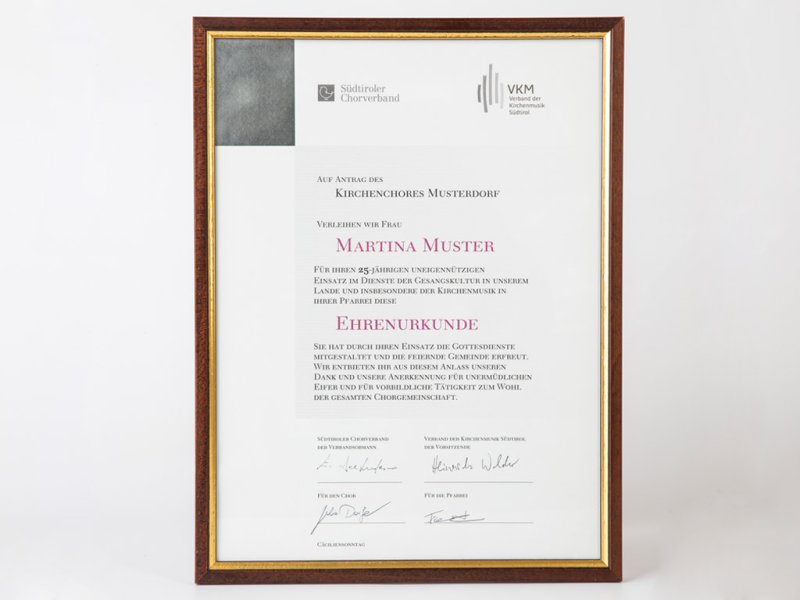 Südtiroler
Chorverband
VKM
Verband der
Kirchenmusik
Südtirol
Auf Antrag des
Kirchenchores Musterdorf
Verleihen wir Frau
Martina Muster
Für ihren 25-jährigen uneigennützigen
Einsatz im Dienste der Gesangskultur in unserem
Lande und insbesondere der Kirchenmusik in
ihrer Pfarrei diese
Ehrenurkunde
Sie hat durch ihren Einsatz die Gottesdienste
mitgestaltet und die feiernde Gemeinde erfreut.
Wir entbieten ihr aus diesem Anlass unseren
Dank und unsere Anerkennung für unermüdlichen
Eifer und für vorbildliche Tätigkeit zum Wohl
der gesamten Chorgemeinschaft.
Südtiroler Chorverband
der Verbandsobmann
Verband der Kirchenmusik Südtirol
der Vorsitzende
Für den Chor
Für die Pfarrei
Cäciliensonntag